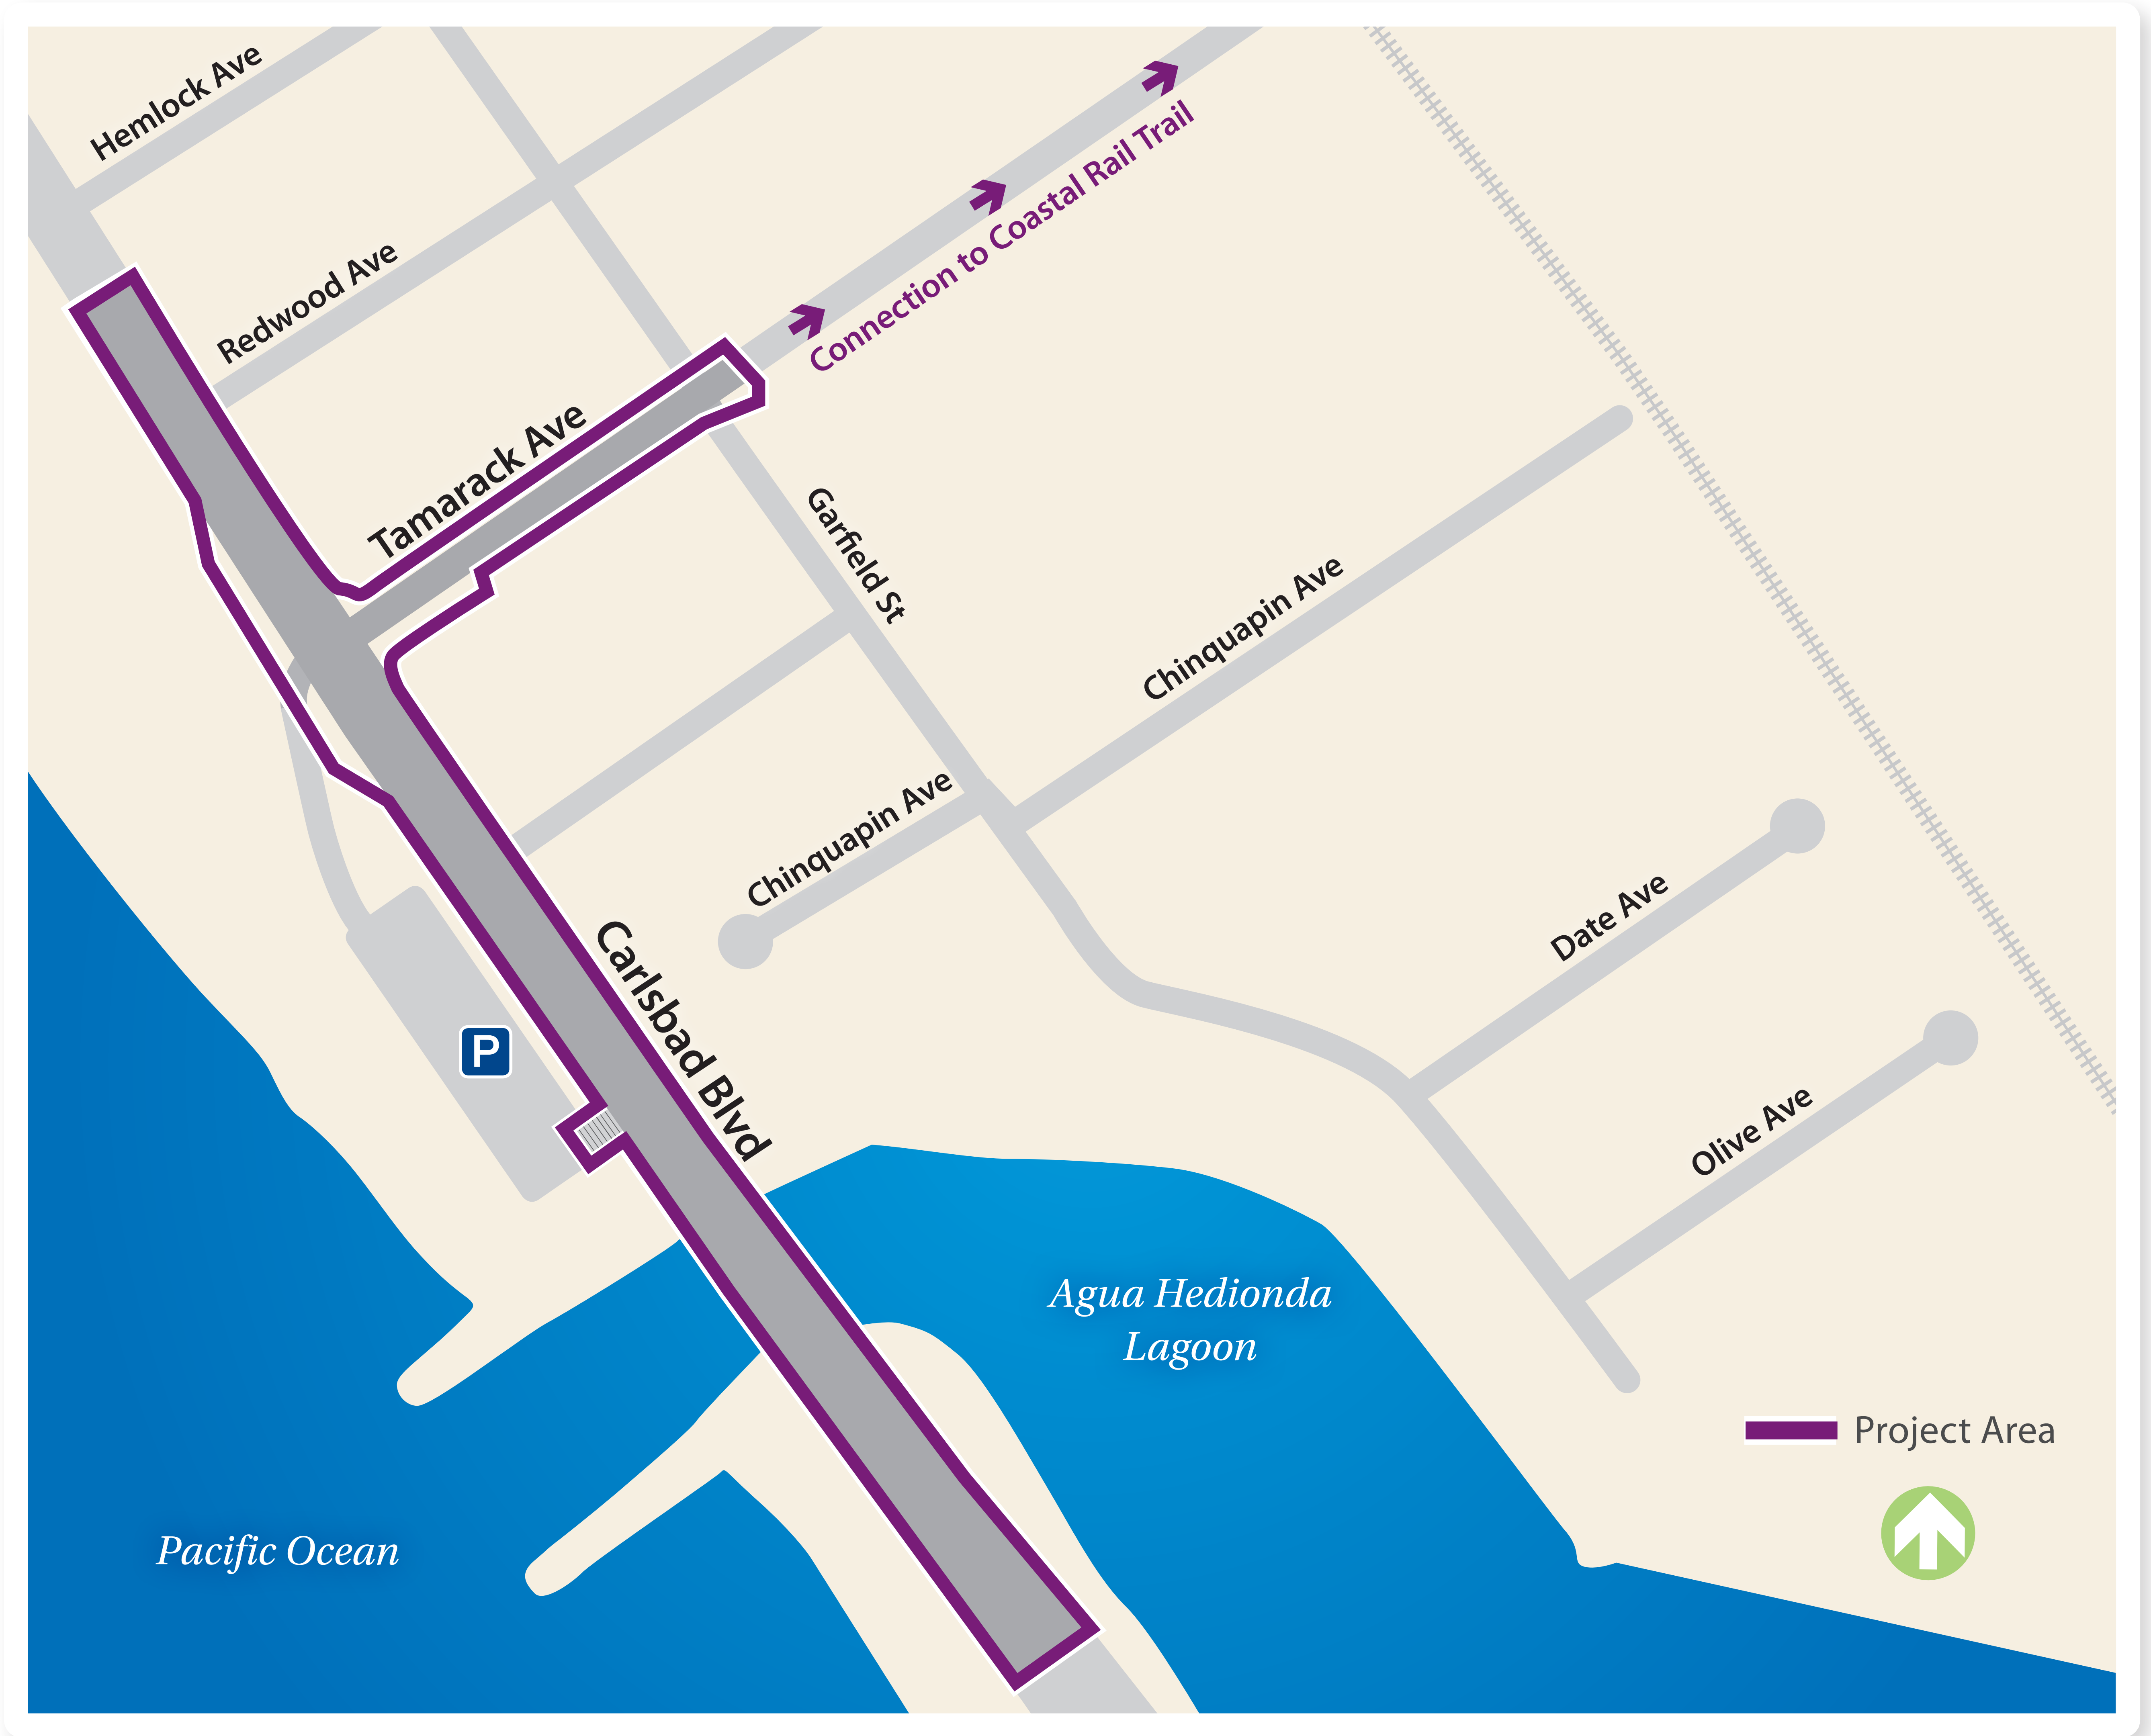 Hemlock Ave
Redwood Ave
Connection to Coastal Rail Trail
Tamarack Ave
Garfield St
Chinquapin Ave
Chinquapin Ave
Date Ave
Carlsbad Blvd
P
Olive Ave
Agua Hedionda
Lagoon
Project Area
Pacific Ocean